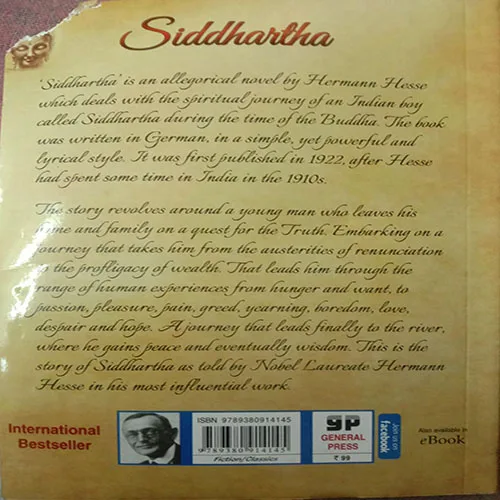 Siddhartha
'Siddhartha' is an allegorical novel by Hermann Hesse
which deals with the spiritual journey of an Indian boy
called Siddhartha during the time of the Buddha. The book
was written in German, in a simple, yet powerful and
lyrical style. It was first published in 1922, after Hesse
had spent some time in India in the 1910s.
The story revolves around a young man who leaves his
home and family on a quest for the Truth. Embarking on a
journey that takes him from the austerities of renunciation
to the profligacy of wealth. That leads him through the
range of human experiences from hunger and want, to
passion, pleasure, pain, greed, yearning, boredom, love,
despair and hope. A journey that leads finally to the river,
where he gains peace and eventually wisdom. This is the
story of Siddhartha as told by Nobel Laureate Hermann
Hesse in his most influential work.
International
Bestseller
ISBN 9789380914145
9 789380 914145
Fiction/Classics
gp
GENERAL
PRESS
₹ 99
Join us on
facebook
Also available in
eBook